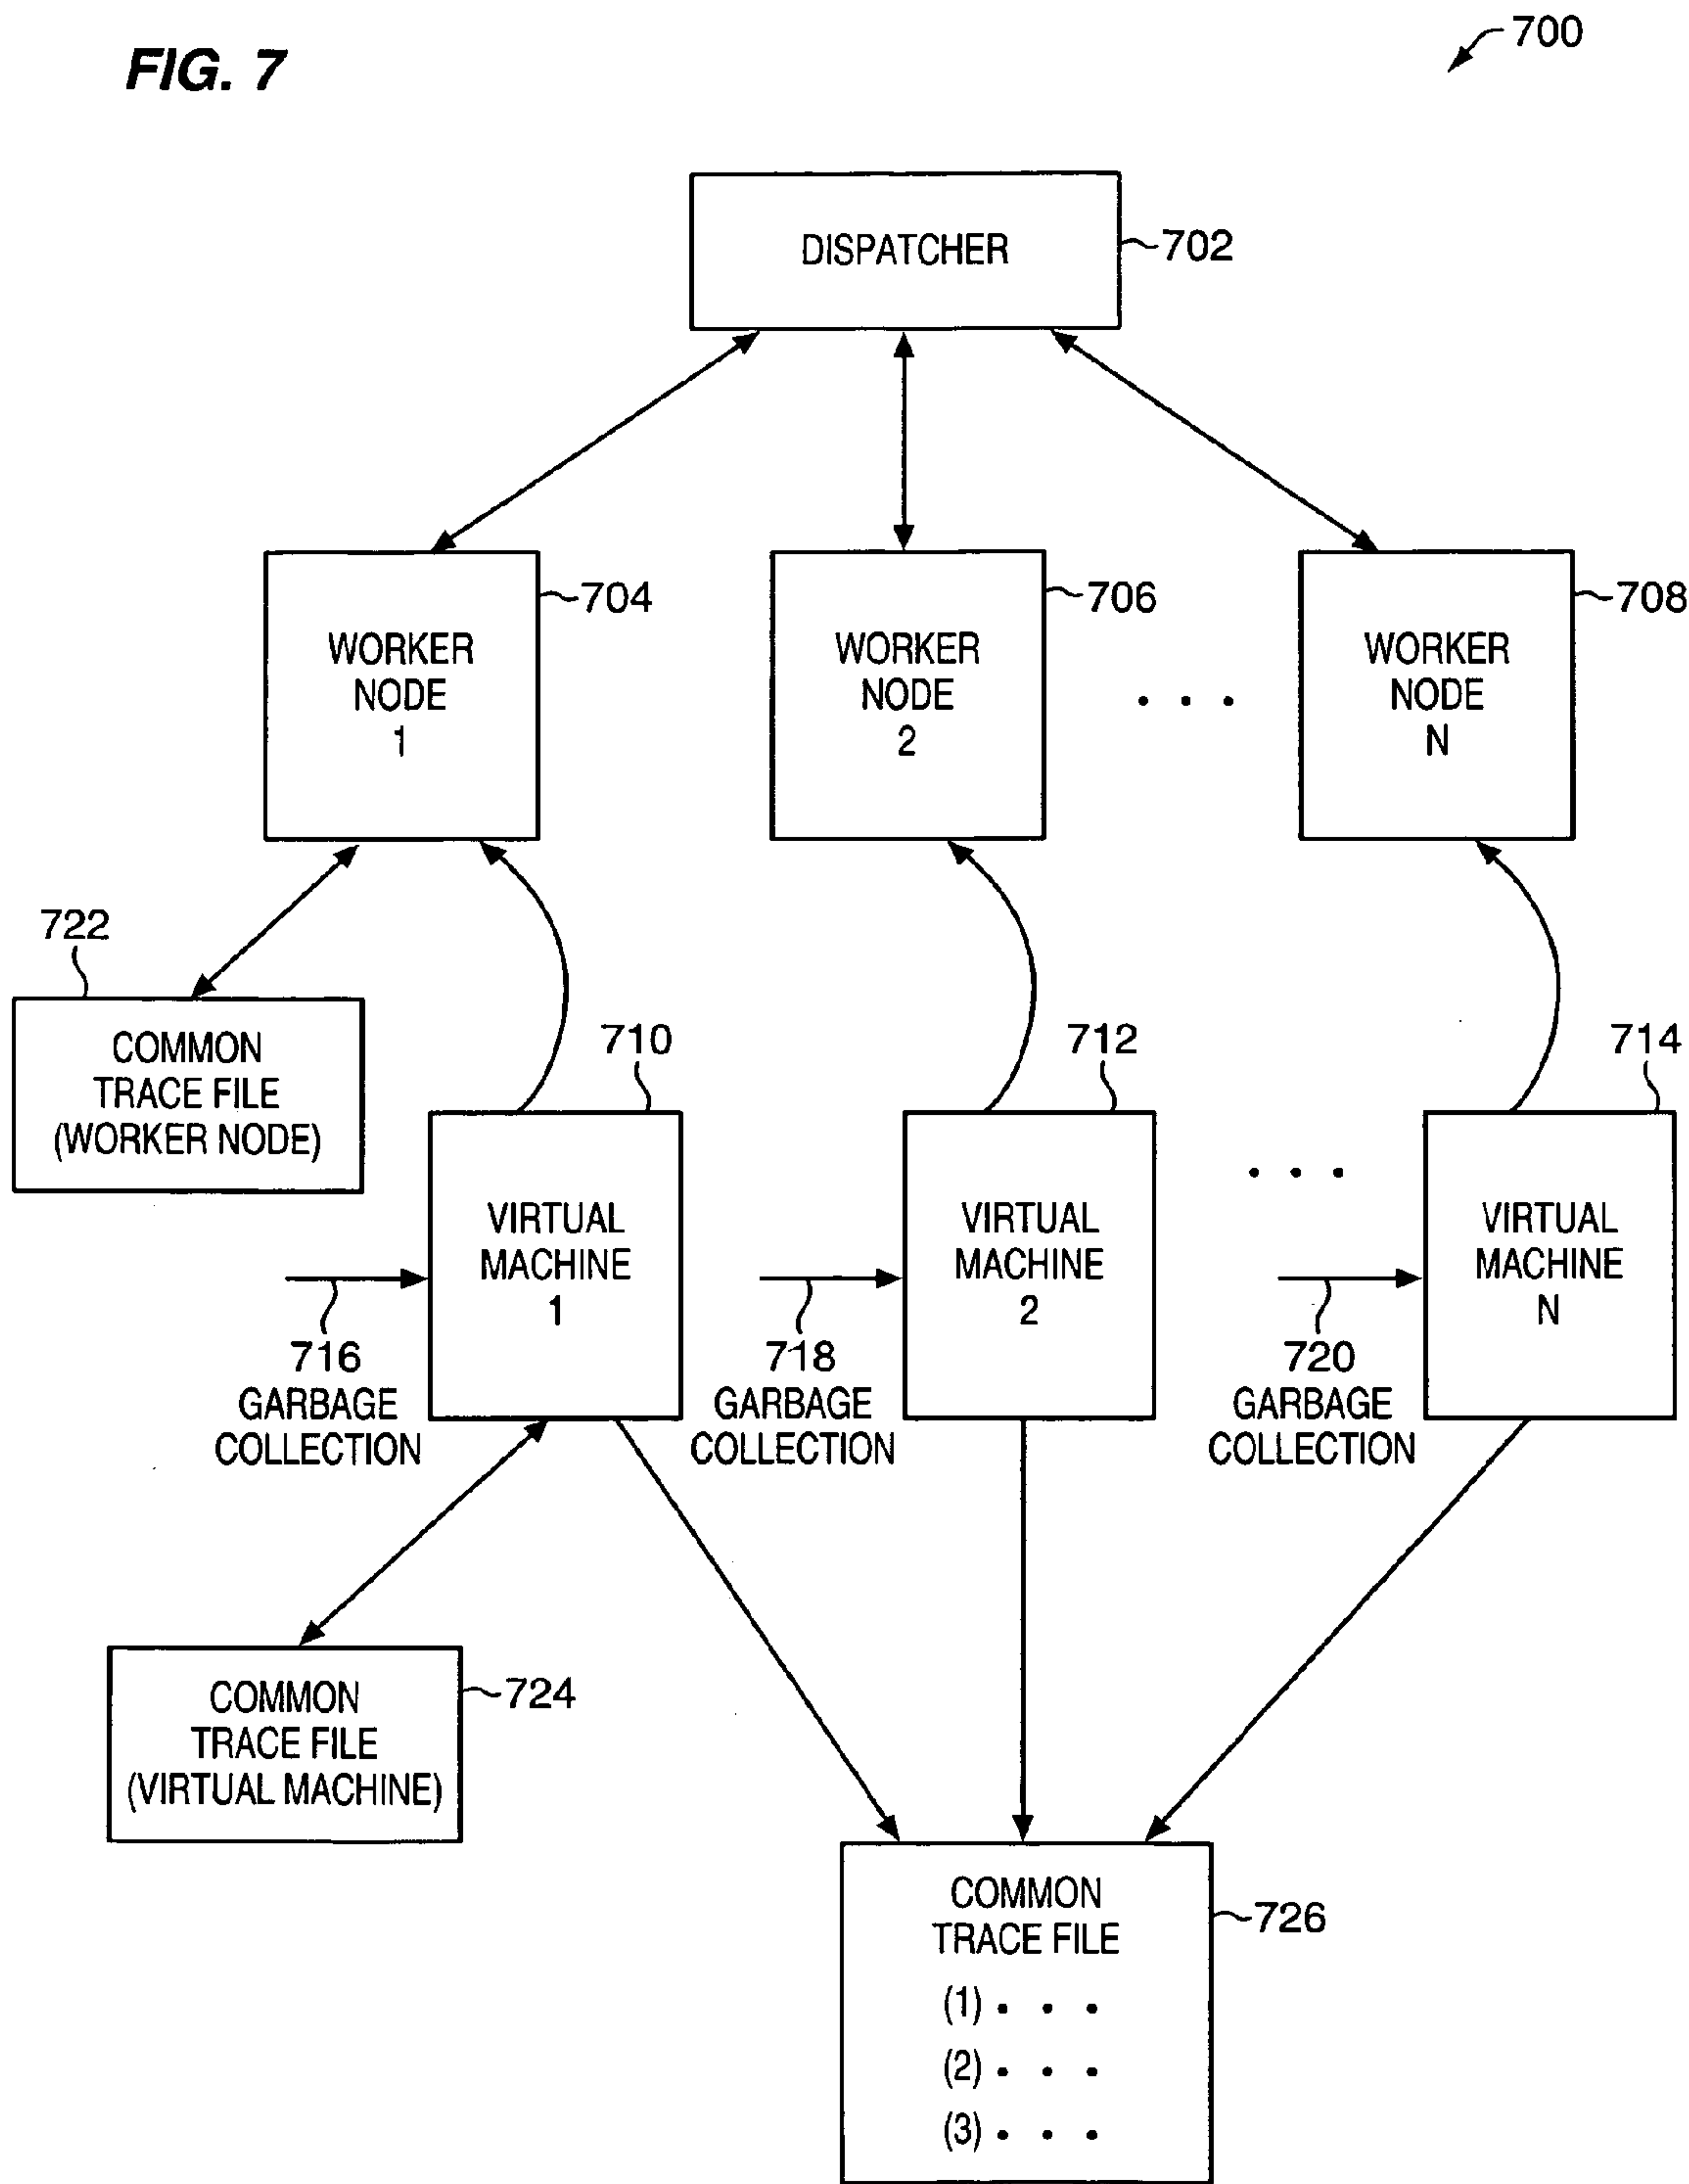 FIG. 7
700
DISPATCHER
702
WORKER
NODE
1
704
WORKER
NODE
2
706
. . .
WORKER
NODE
N
708
722
COMMON
TRACE FILE
(WORKER NODE)
710
VIRTUAL
MACHINE
1
712
VIRTUAL
MACHINE
2
. . .
714
VIRTUAL
MACHINE
N
716
GARBAGE
COLLECTION
718
GARBAGE
COLLECTION
720
GARBAGE
COLLECTION
COMMON
TRACE FILE
(VIRTUAL MACHINE)
724
COMMON
TRACE FILE
(1) . . .
(2) . . .
(3) . . .
726